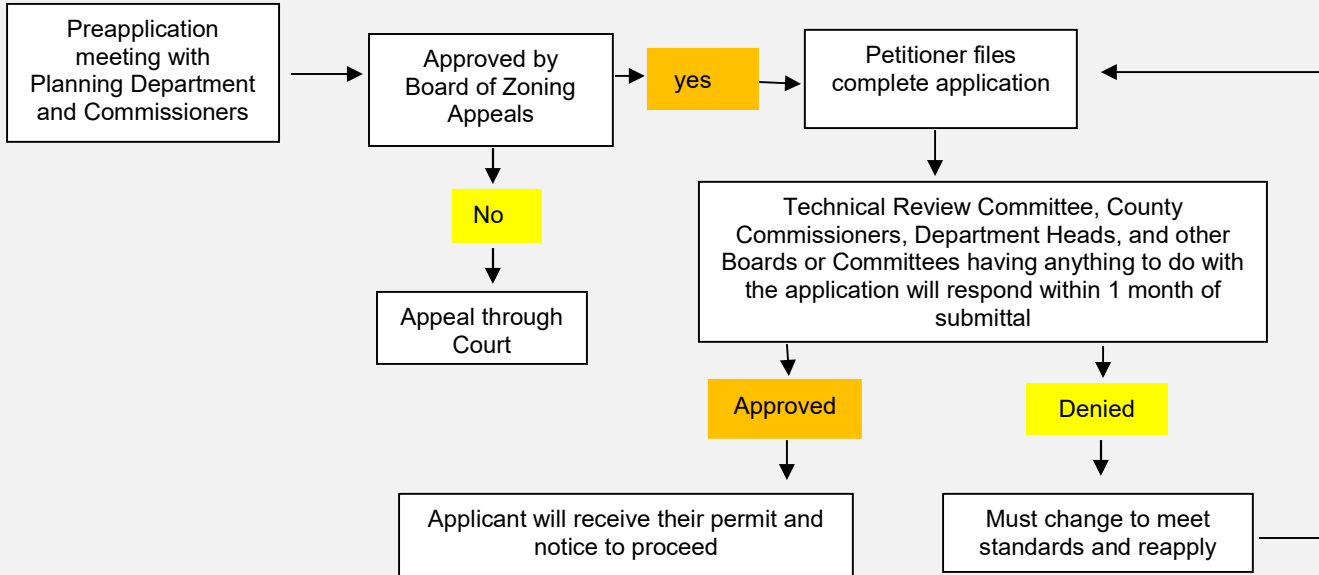 Preapplication
meeting with
Planning Department
and Commissioners
Approved by
Board of Zoning
Appeals
yes
Petitioner files
complete application
No
Appeal through
Court
Technical Review Committee, County
Commissioners, Department Heads, and other
Boards or Committees having anything to do with
the application will respond within 1 month of
submittal
Approved
Denied
Applicant will receive their permit and
notice to proceed
Must change to meet
standards and reapply